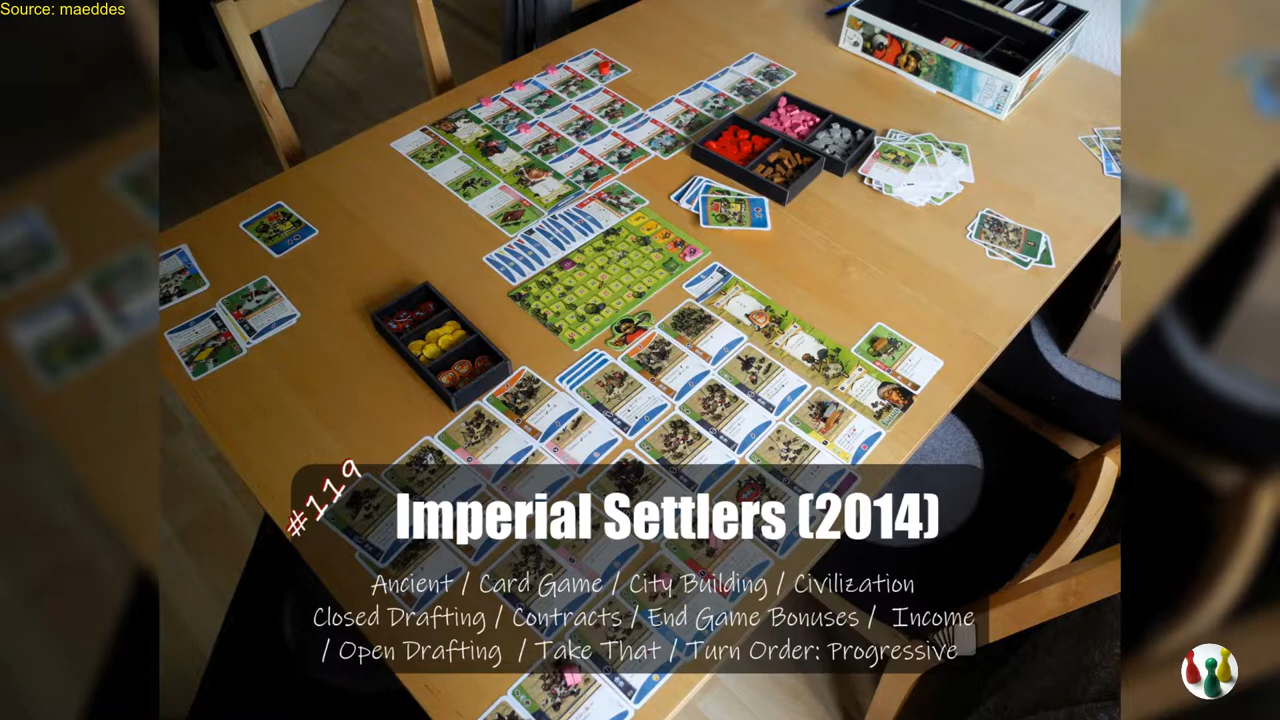 Source: maeddes
#119
Imperial Settlers (2014)
Ancient / Card Game / City Building / Civilization
Closed Drafting / Contracts / End Game Bonuses / Income
/ Open Drafting / Take That / Turn Order: Progressive